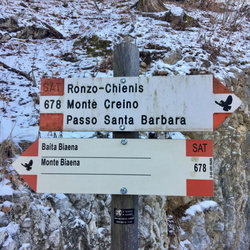 SAT
678
Ronzo-Chienis
Monte Creino
Passo Santa Barbara
Baita Biaena
Monte Biaena
SAT
678